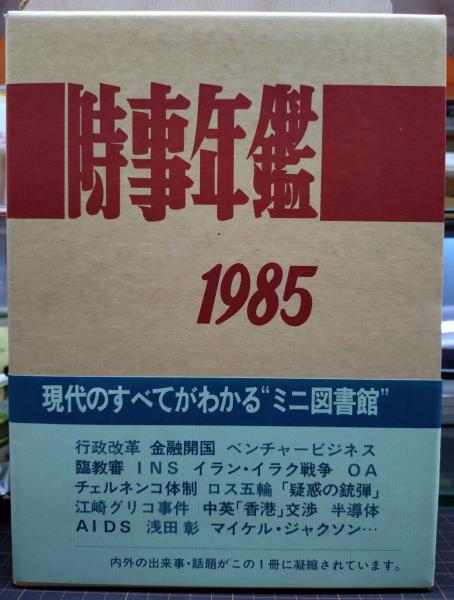 時事年鑑
1985
現代のすべてがわかる“ミニ図書館”
行政改革 金融開国 ベンチャービジネス
臨教審 INS イラン・イラク戦争 OA
チェルネンコ体制 ロス五輪「疑惑の銃弾」
江崎グリコ事件 中英「香港」交渉 半導体
AIDS 浅田彰 マイケル・ジャクソン…
内外の出来事・話題がこの1冊に凝縮されています。